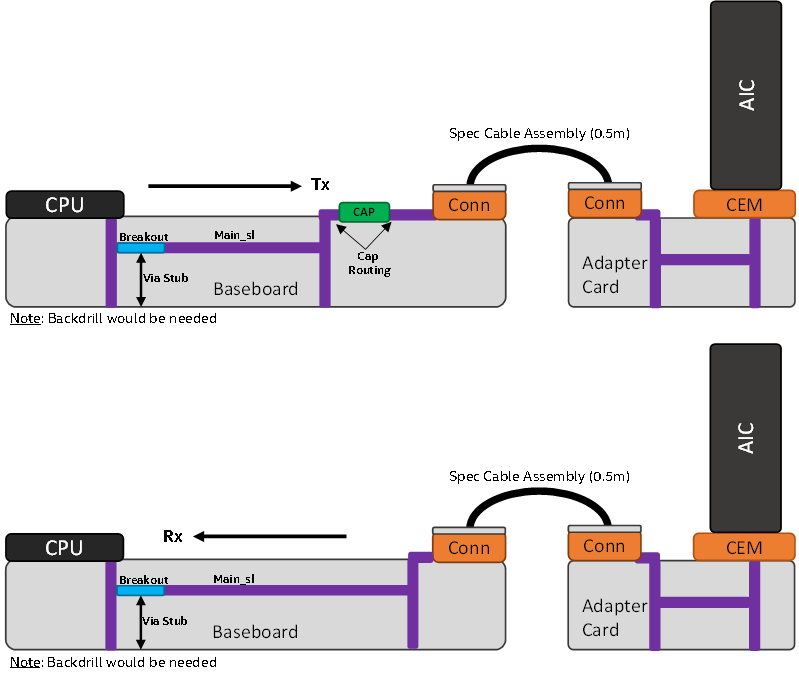 AIC
Spec Cable Assembly (0.5m)
Tx
CPU
CAP
Conn
Conn
CEM
Breakout
Main_sl
Cap
Routing
Via Stub
Baseboard
Adapter
Card
Note: Backdrill would be needed
AIC
Spec Cable Assembly (0.5m)
Rx
CPU
Conn
Conn
CEM
Breakout
Main_sl
Via Stub
Baseboard
Adapter
Card
Note: Backdrill would be needed